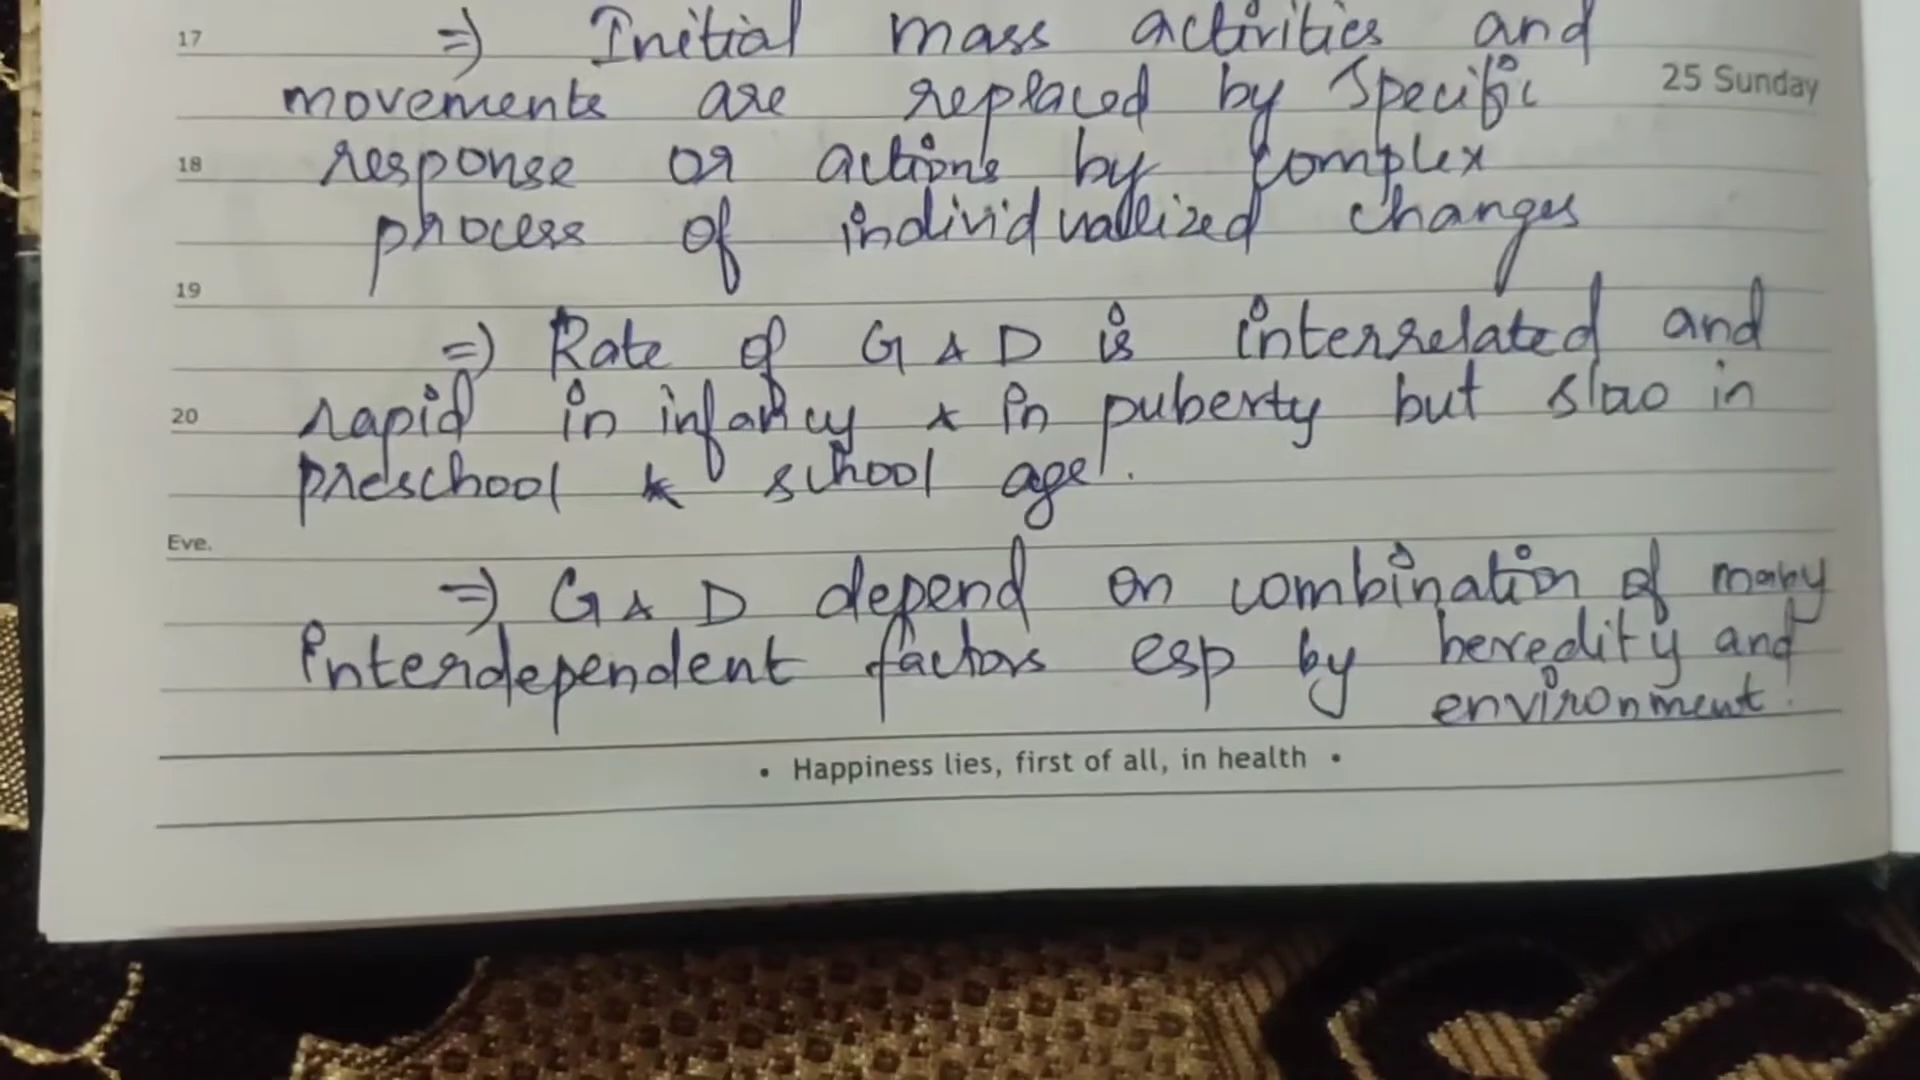 17 => Initial mass activities and
25 Sunday
movements are replaced by specific
18 response or actions by complex
process of individuallized changes
19
=> Rate of G & D is interrelated and
20 rapid in infancy & in puberty but slow in
preschool & school age.
Eve.
=> G & D depend on combination of many
interdependent factors esp by heredity and
environment.
• Happiness lies, first of all, in health •